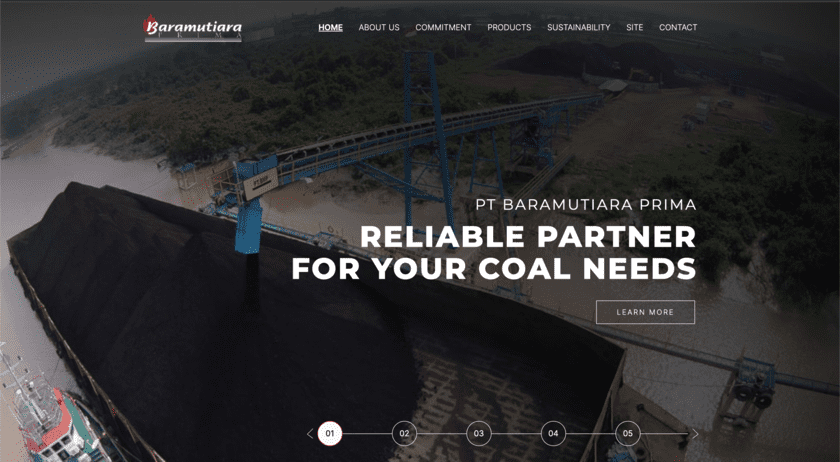 Baramutiara
PRIMA
HOME
ABOUT US
COMMITMENT
PRODUCTS
SUSTAINABILITY
SITE
CONTACT
PT BARAMUTIARA PRIMA
RELIABLE PARTNER
FOR YOUR COAL NEEDS
LEARN MORE
01
02
03
04
05